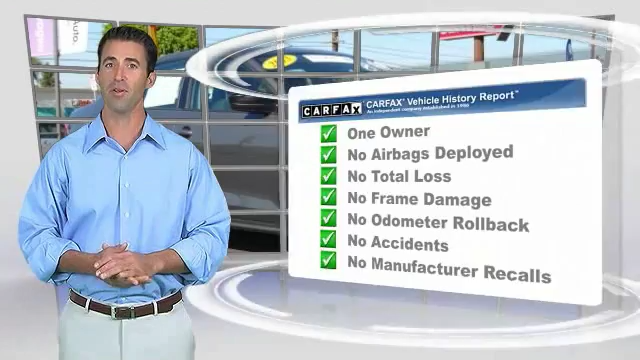 Auto.
CARFAX CARFAX Vehicle History Report™
An independent company established in 1986
One Owner
No Airbags Deployed
No Total Loss
No Frame Damage
No Odometer Rollback
No Accidents
No Manufacturer Recalls